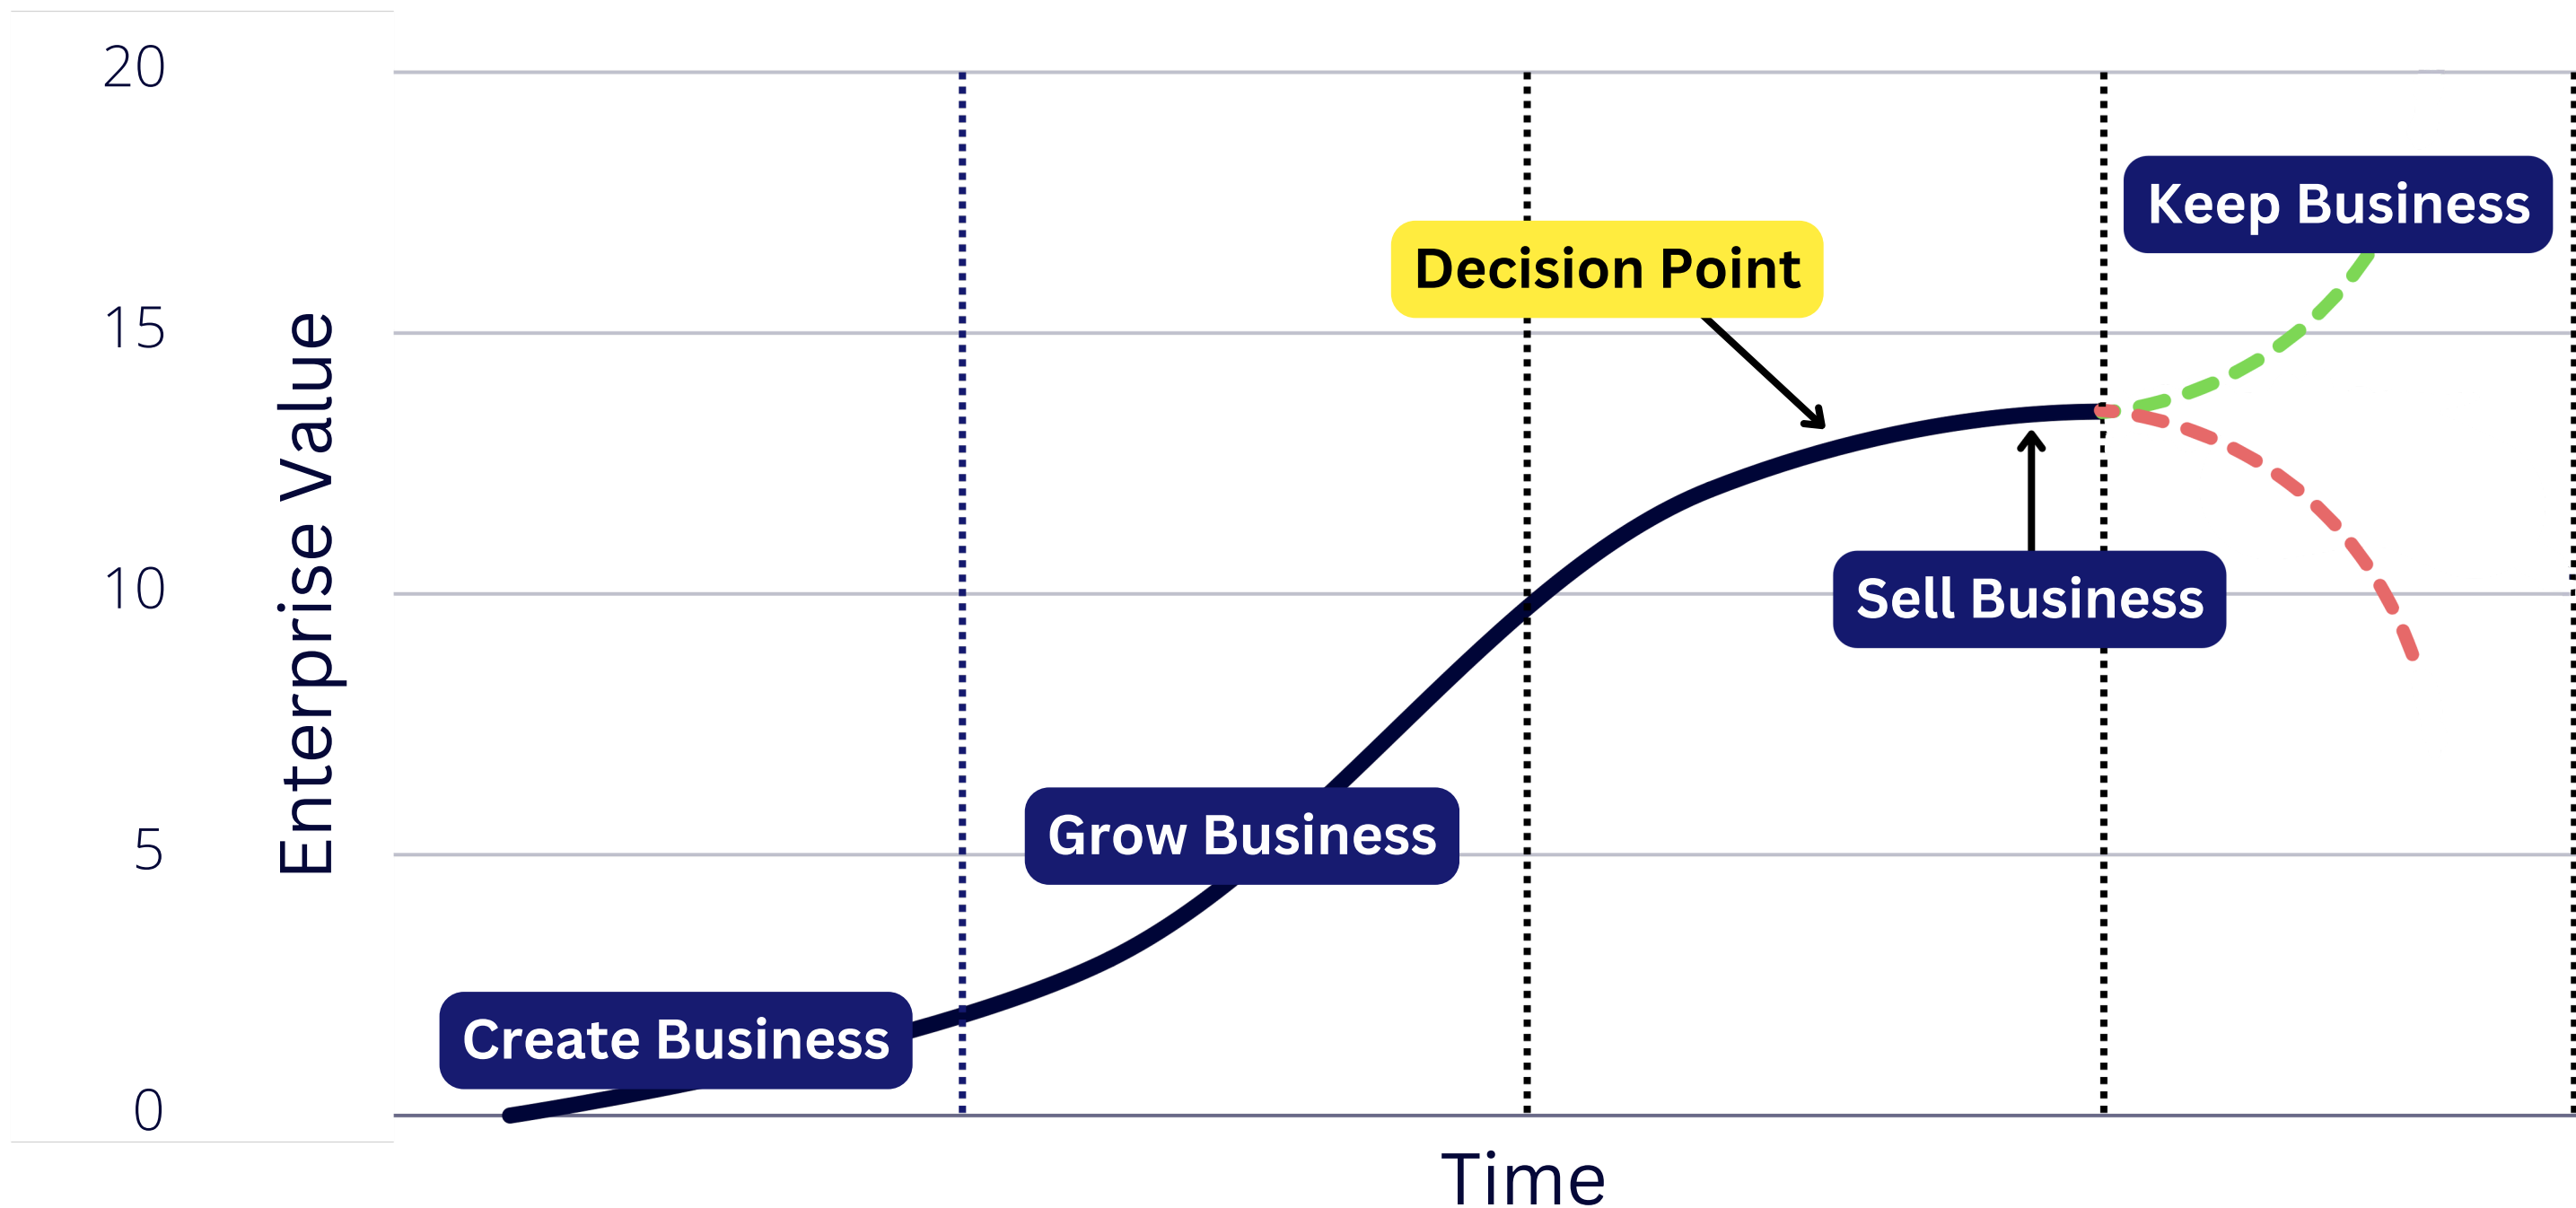 20
Keep Business
Decision Point
15
Enterprise Value
10
Sell Business
Grow Business
5
Create Business
0
Time